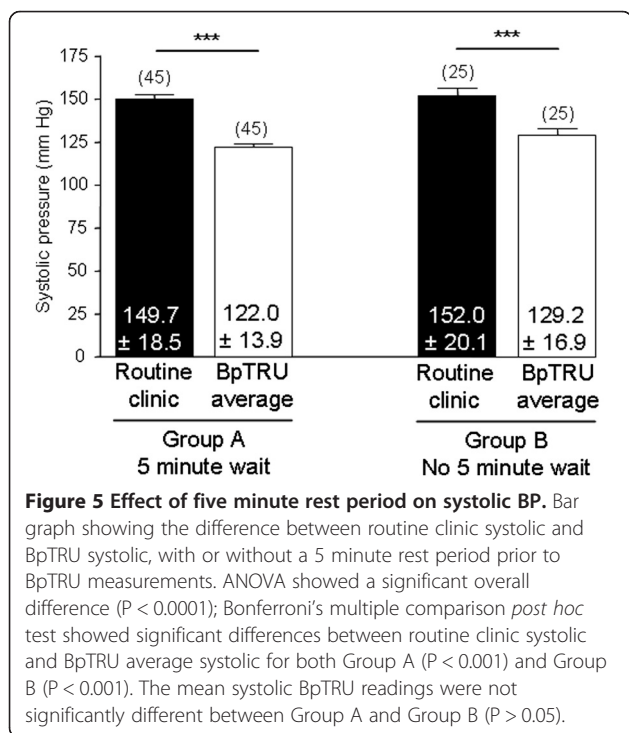 *** ***
(45) (45) (25) (25)
Systolic pressure (mm Hg)
175
150
125
100
75
50
25
0
149.7 122.0 152.0 129.2
± 18.5 ± 13.9 ± 20.1 ± 16.9
Routine BpTRU Routine BpTRU
clinic average clinic average
Group A Group B
5 minute wait No 5 minute wait
Figure 5 Effect of five minute rest period on systolic BP. Bar
graph showing the difference between routine clinic systolic and
BpTRU systolic, with or without a 5 minute rest period prior to
BpTRU measurements. ANOVA showed a significant overall
difference (P < 0.0001); Bonferroni's multiple comparison post hoc
test showed significant differences between routine clinic systolic
and BpTRU average systolic for both Group A (P < 0.001) and Group
B (P < 0.001). The mean systolic BpTRU readings were not
significantly different between Group A and Group B (P > 0.05).